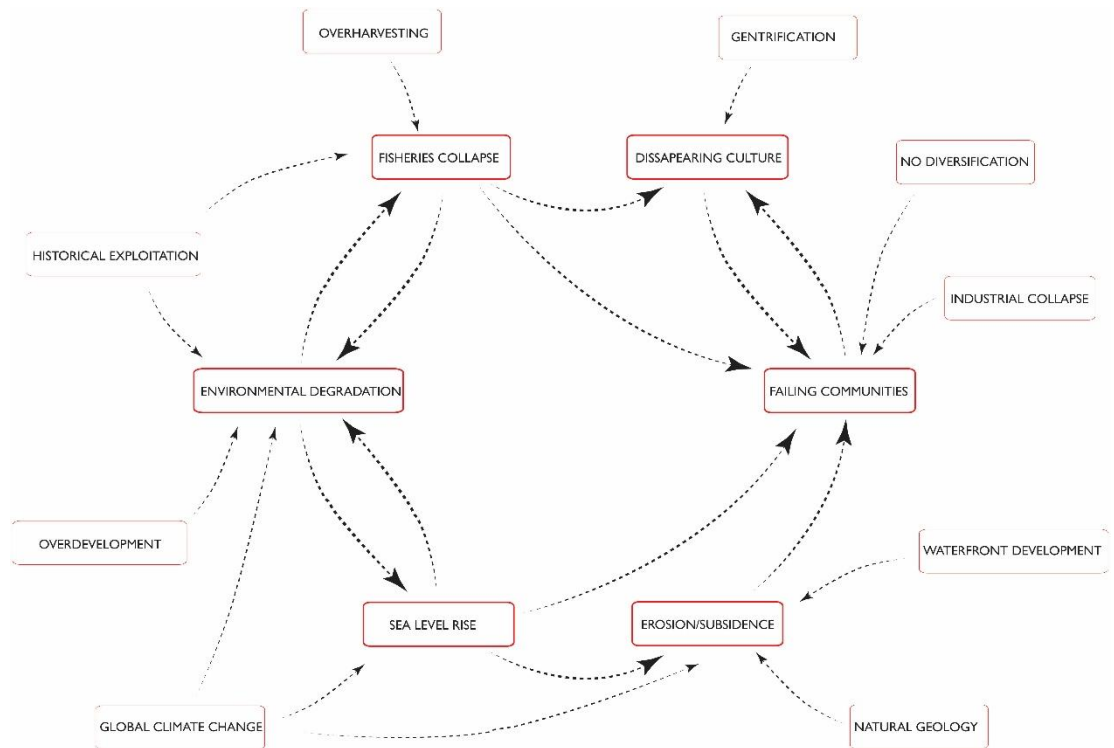 OVERHARVESTING
GENTRIFICATION
FISHERIES COLLAPSE
DISSAPEARING CULTURE
NO DIVERSIFICATION
HISTORICAL EXPLOITATION
INDUSTRIAL COLLAPSE
ENVIRONMENTAL DEGRADATION
FAILING COMMUNITIES
OVERDEVELOPMENT
WATERFRONT DEVELOPMENT
SEA LEVEL RISE
EROSION/SUBSIDENCE
GLOBAL CLIMATE CHANGE
NATURAL GEOLOGY